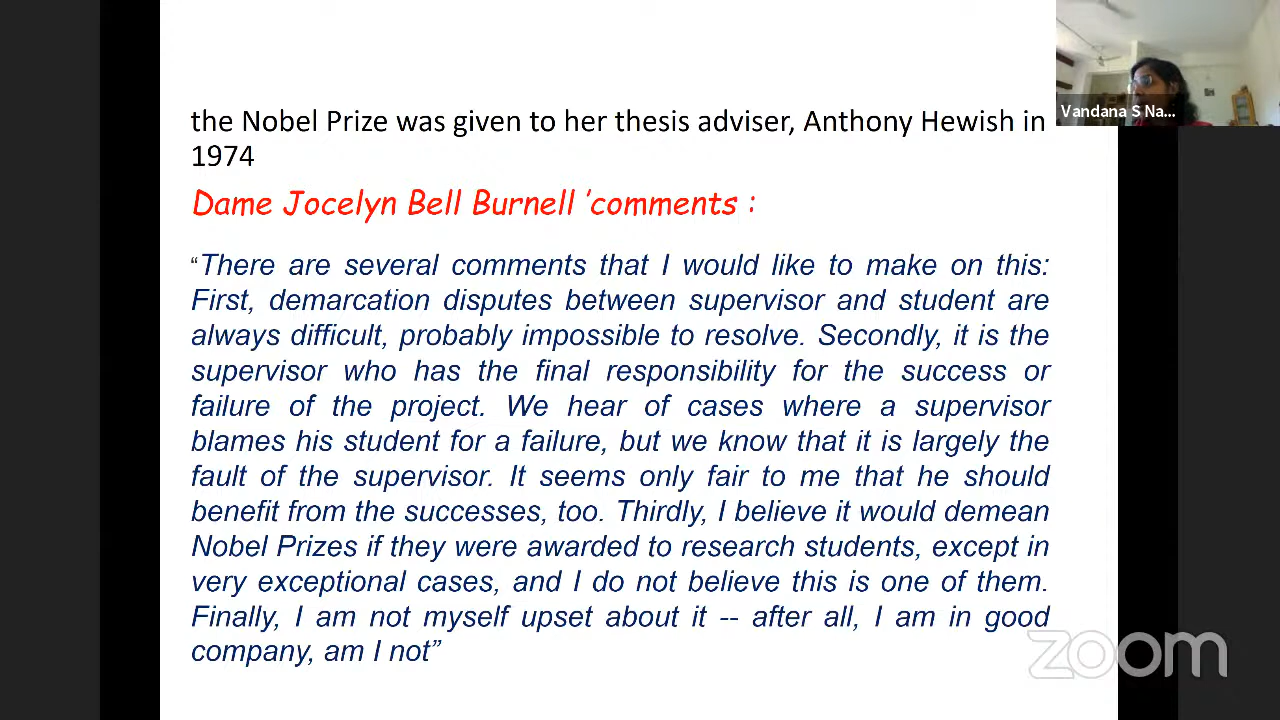 the Nobel Prize was given to her thesis adviser, Anthony Hewish in
1974
Dame Jocelyn Bell Burnell ’comments :
“There are several comments that I would like to make on this:
First, demarcation disputes between supervisor and student are
always difficult, probably impossible to resolve. Secondly, it is the
supervisor who has the final responsibility for the success or
failure of the project. We hear of cases where a supervisor
blames his student for a failure, but we know that it is largely the
fault of the supervisor. It seems only fair to me that he should
benefit from the successes, too. Thirdly, I believe it would demean
Nobel Prizes if they were awarded to research students, except in
very exceptional cases, and I do not believe this is one of them.
Finally, I am not myself upset about it -- after all, I am in good
company, am I not”
Vandana S Na...
zoom